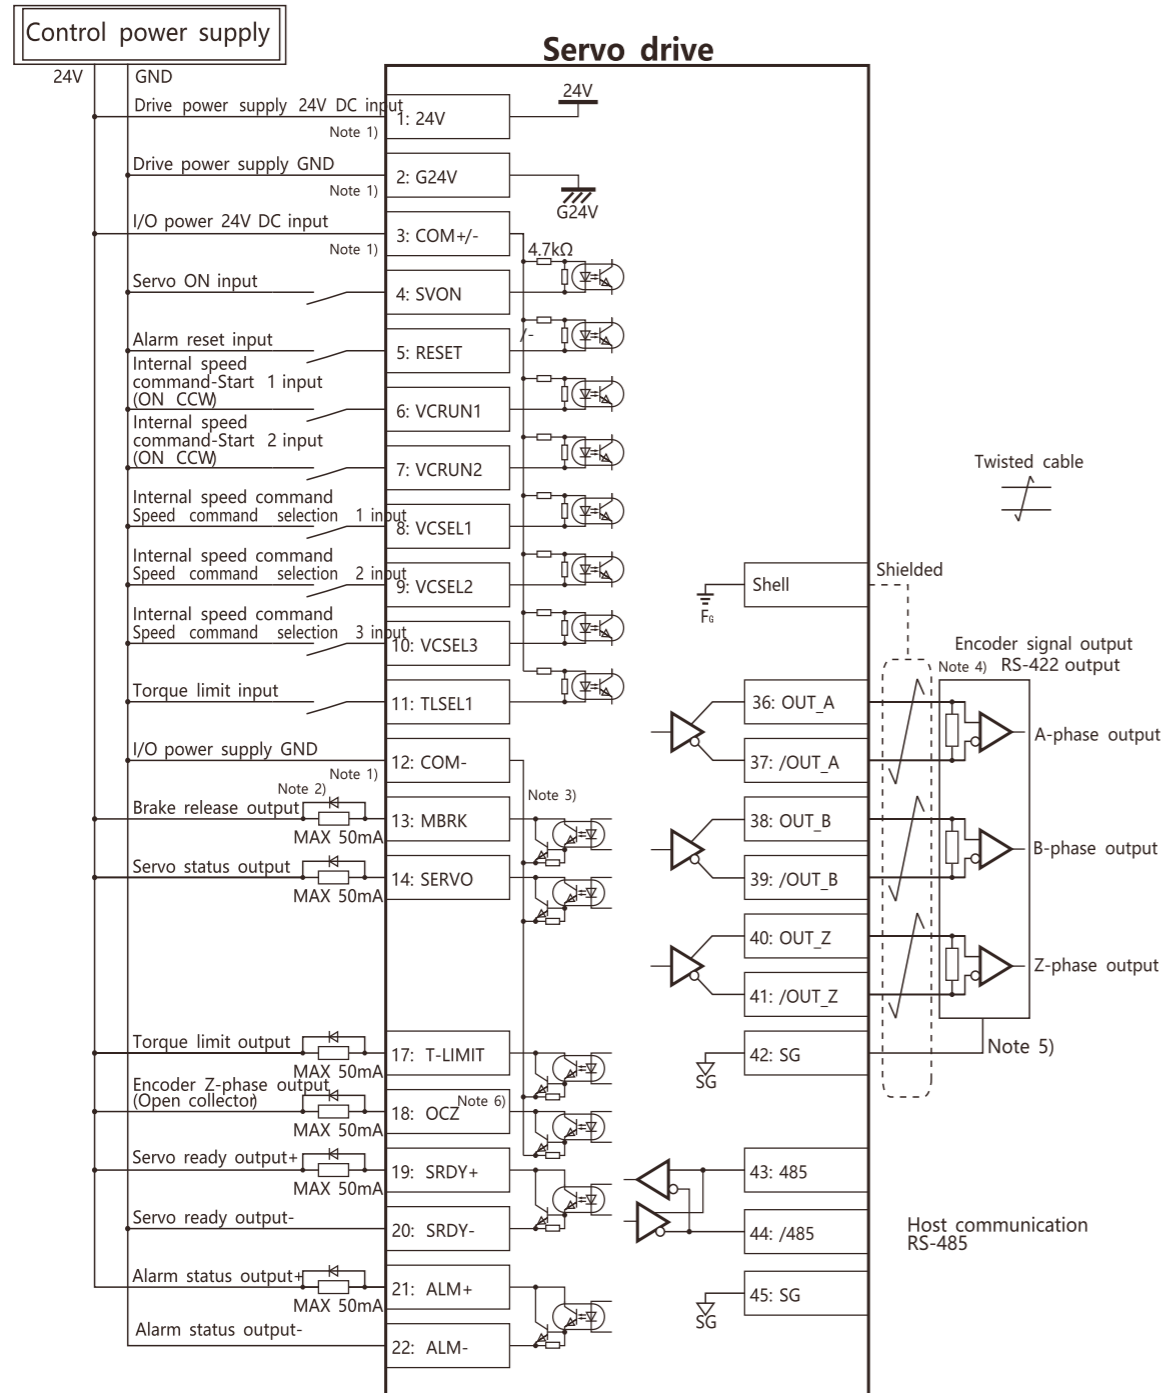 Control power supply
Servo drive
24V
GND
24V
Drive power supply 24V DC input
Note 1)
1: 24V
Drive power supply GND
Note 1)
2: G24V
G24V
I/O power 24V DC input
Note 1)
3: COM+/-
4.7kΩ
Servo ON input
4: SVON
/-
Alarm reset input
5: RESET
Internal speed
command-Start 1 input
(ON CCW)
6: VCRUN1
Internal speed
command-Start 2 input
(ON CCW)
7: VCRUN2
Internal speed command
Speed command selection 1 input
8: VCSEL1
Internal speed command
Speed command selection 2 input
9: VCSEL2
Internal speed command
Speed command selection 3 input
10: VCSEL3
Torque limit input
11: TLSEL1
I/O power supply GND
Note 1)
12: COM-
Note 2)
Note 3)
Brake release output
MAX 50mA
13: MBRK
Servo status output
MAX 50mA
14: SERVO
Torque limit output
MAX 50mA
17: T-LIMIT
Encoder Z-phase output
(Open collector)
MAX 50mA
18: OCZ
Note 6)
Servo ready output+
MAX 50mA
19: SRDY+
Servo ready output-
20: SRDY-
Alarm status output+
MAX 50mA
21: ALM+
Alarm status output-
22: ALM-
Twisted cable
Shell
Shielded
FG
Encoder signal output
Note 4) RS-422 output
36: OUT_A
37: /OUT_A
A-phase output
38: OUT_B
39: /OUT_B
B-phase output
40: OUT_Z
41: /OUT_Z
Z-phase output
42: SG
SG
Note 5)
43: 485
44: /485
Host communication
RS-485
45: SG
SG